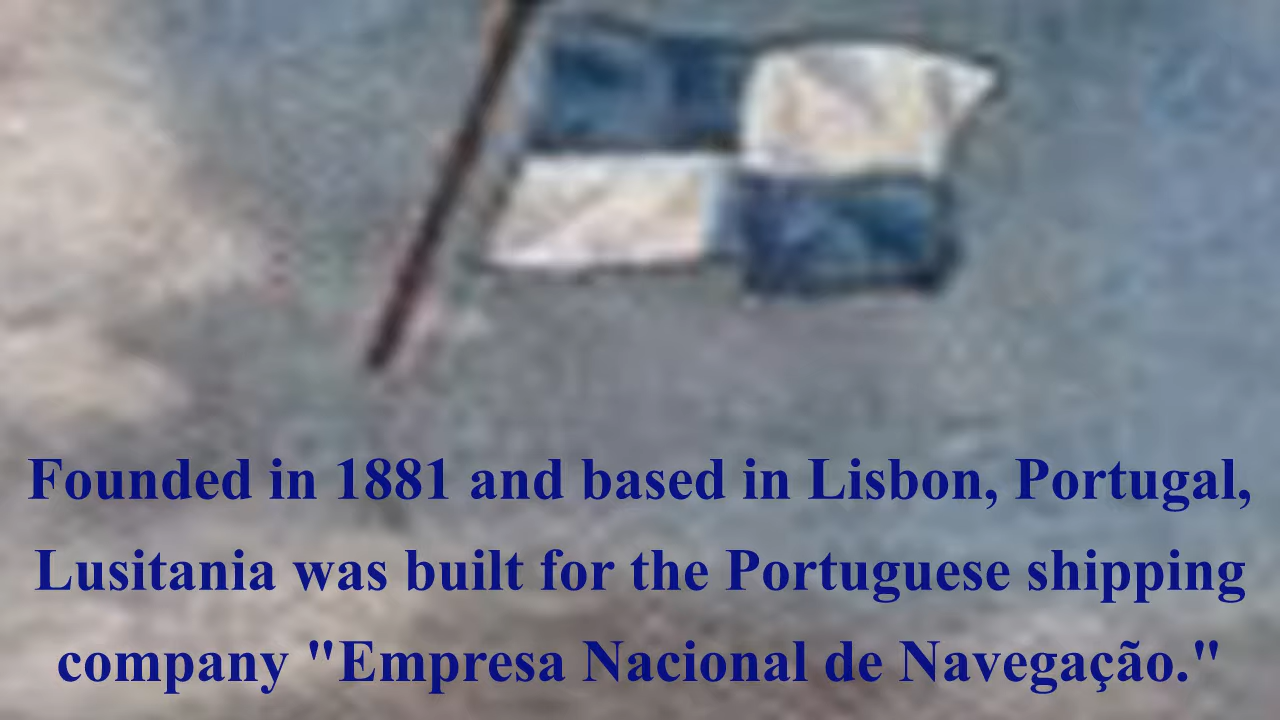 Founded in 1881 and based in Lisbon, Portugal,
Lusitania was built for the Portuguese shipping
company "Empresa Nacional de Navegação."